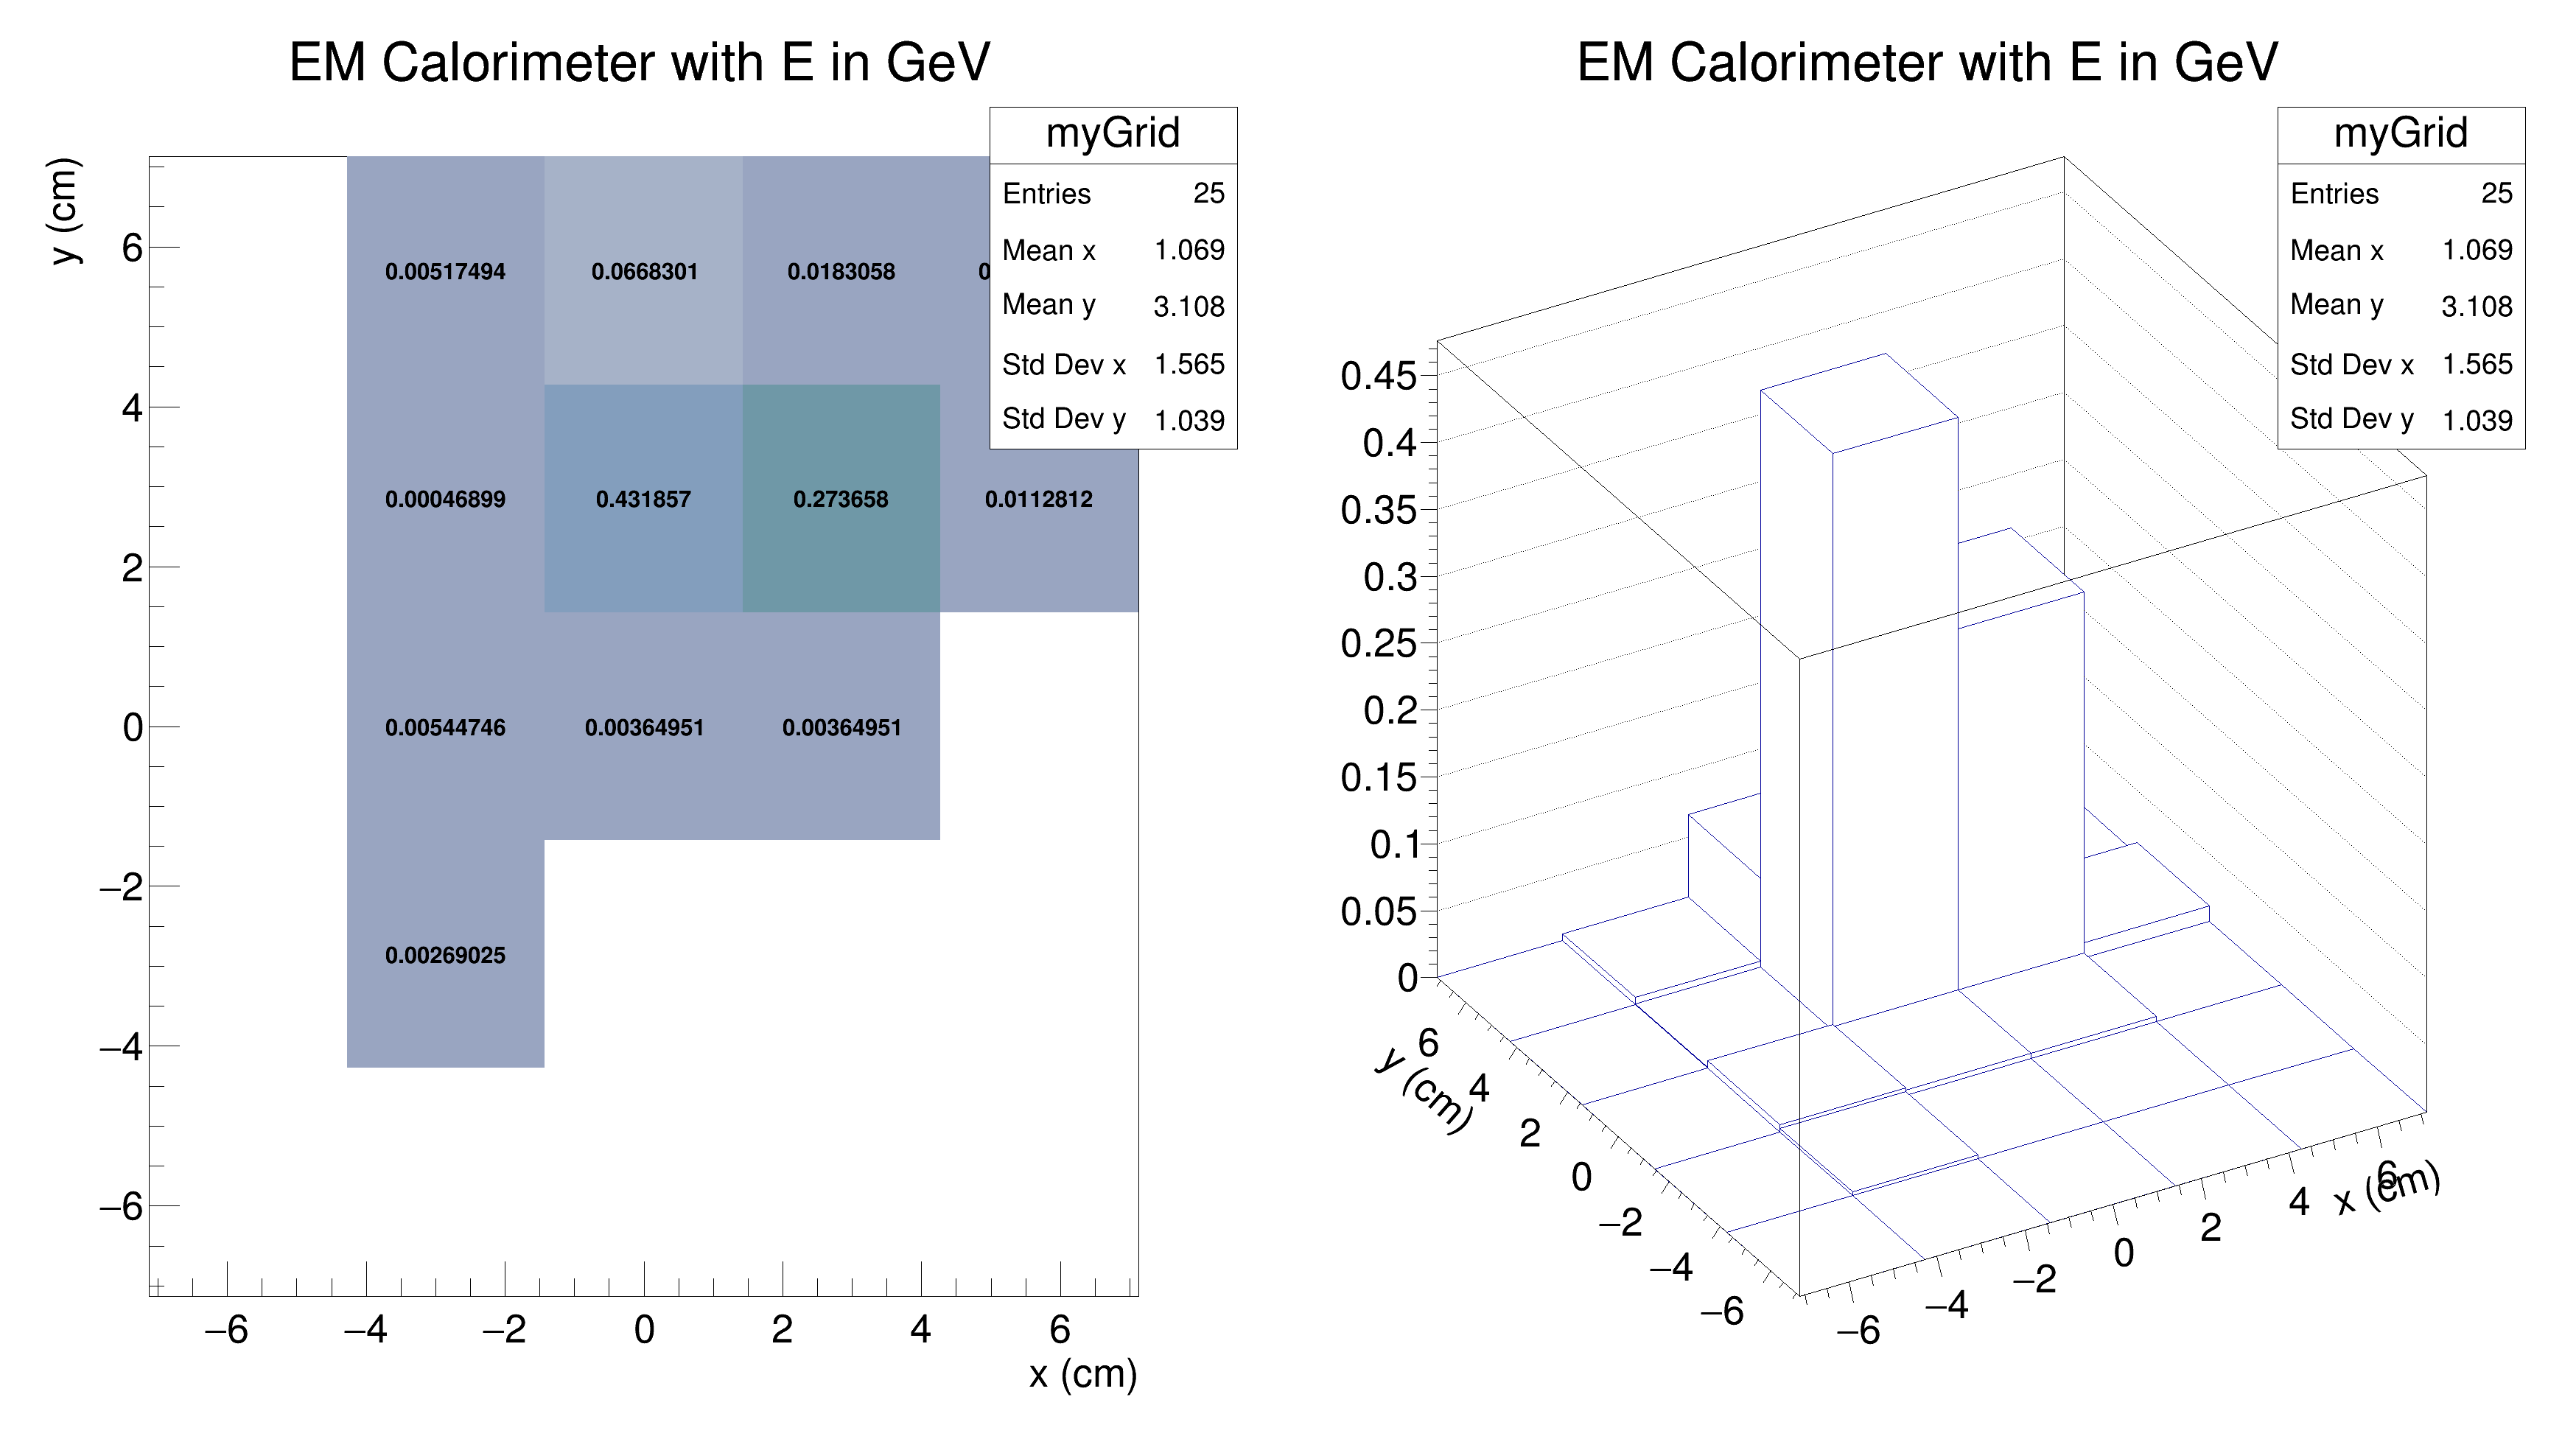 EM Calorimeter with E in GeV
myGrid
Entries 25
Mean x 1.069
Mean y 3.108
Std Dev x 1.565
Std Dev y 1.039
y (cm)
6
4
2
0
−2
−4
−6
0.00517494 0.0668301 0.0183058 0
0.00046899 0.431857 0.273658 0.0112812
0.00544746 0.00364951 0.00364951
0.00269025
−6 −4 −2 0 2 4 6
x (cm)
EM Calorimeter with E in GeV
myGrid
Entries 25
Mean x 1.069
Mean y 3.108
Std Dev x 1.565
Std Dev y 1.039
0.45
0.4
0.35
0.3
0.25
0.2
0.15
0.1
0.05
0
y (cm)
6
4
2
0
−2
−4
−6
−6 −4 −2 0 2 4 6
x (cm)